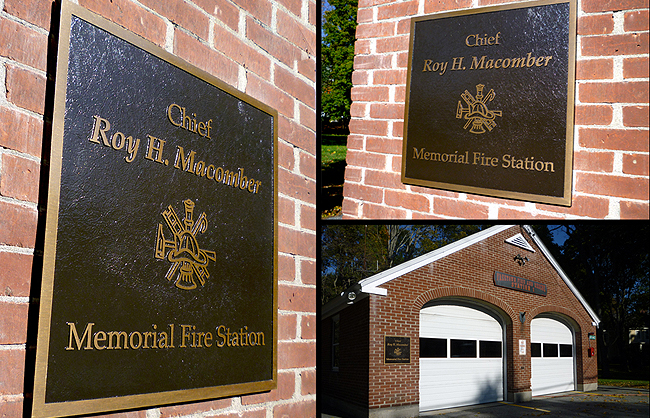 Chief
Roy H. Macomber
Memorial Fire Station
Chief
Roy H. Macomber
Memorial Fire Station